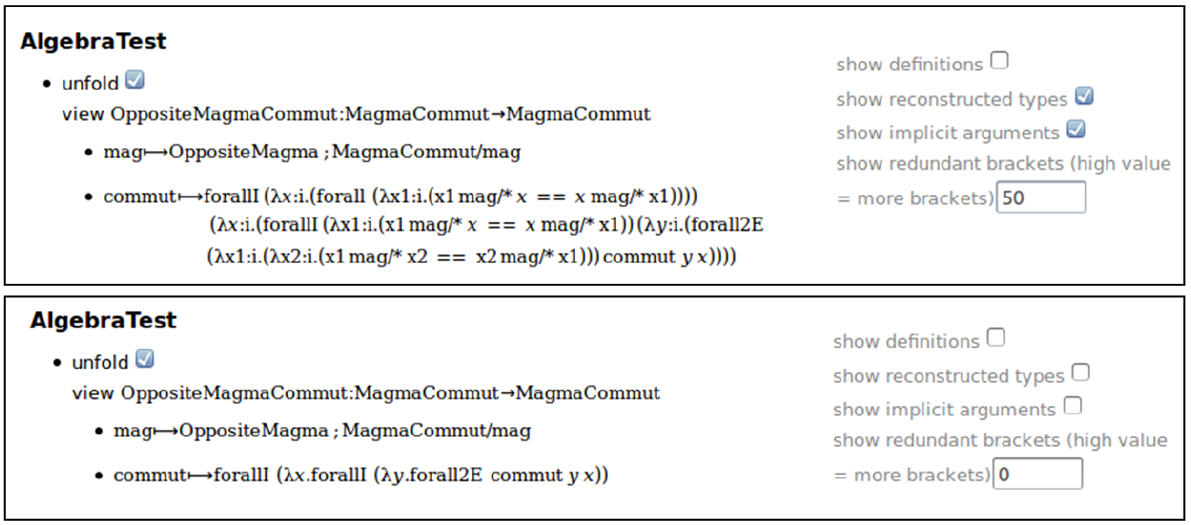 AlgebraTest
• unfold
view OppositeMagmaCommut:MagmaCommut→MagmaCommut
• mag⟼OppositeMagma ; MagmaCommut/mag
• commut⟼forallI (λx:i.(forall (λx1:i.(x1 mag/* x == x mag/* x1))))
(λx:i.(forallI (λx1:i.(x1 mag/* x == x mag/* x1)) (λy:i.(forall2E
(λx1:i.(λx2:i.(x1 mag/* x2 == x2 mag/* x1))) commut y x))))
show definitions
show reconstructed types
show implicit arguments
show redundant brackets (high value
= more brackets) 50
AlgebraTest
• unfold
view OppositeMagmaCommut:MagmaCommut→MagmaCommut
• mag⟼OppositeMagma ; MagmaCommut/mag
• commut⟼forallI (λx.forallI (λy.forall2E commut y x))
show definitions
show reconstructed types
show implicit arguments
show redundant brackets (high value
= more brackets) 0